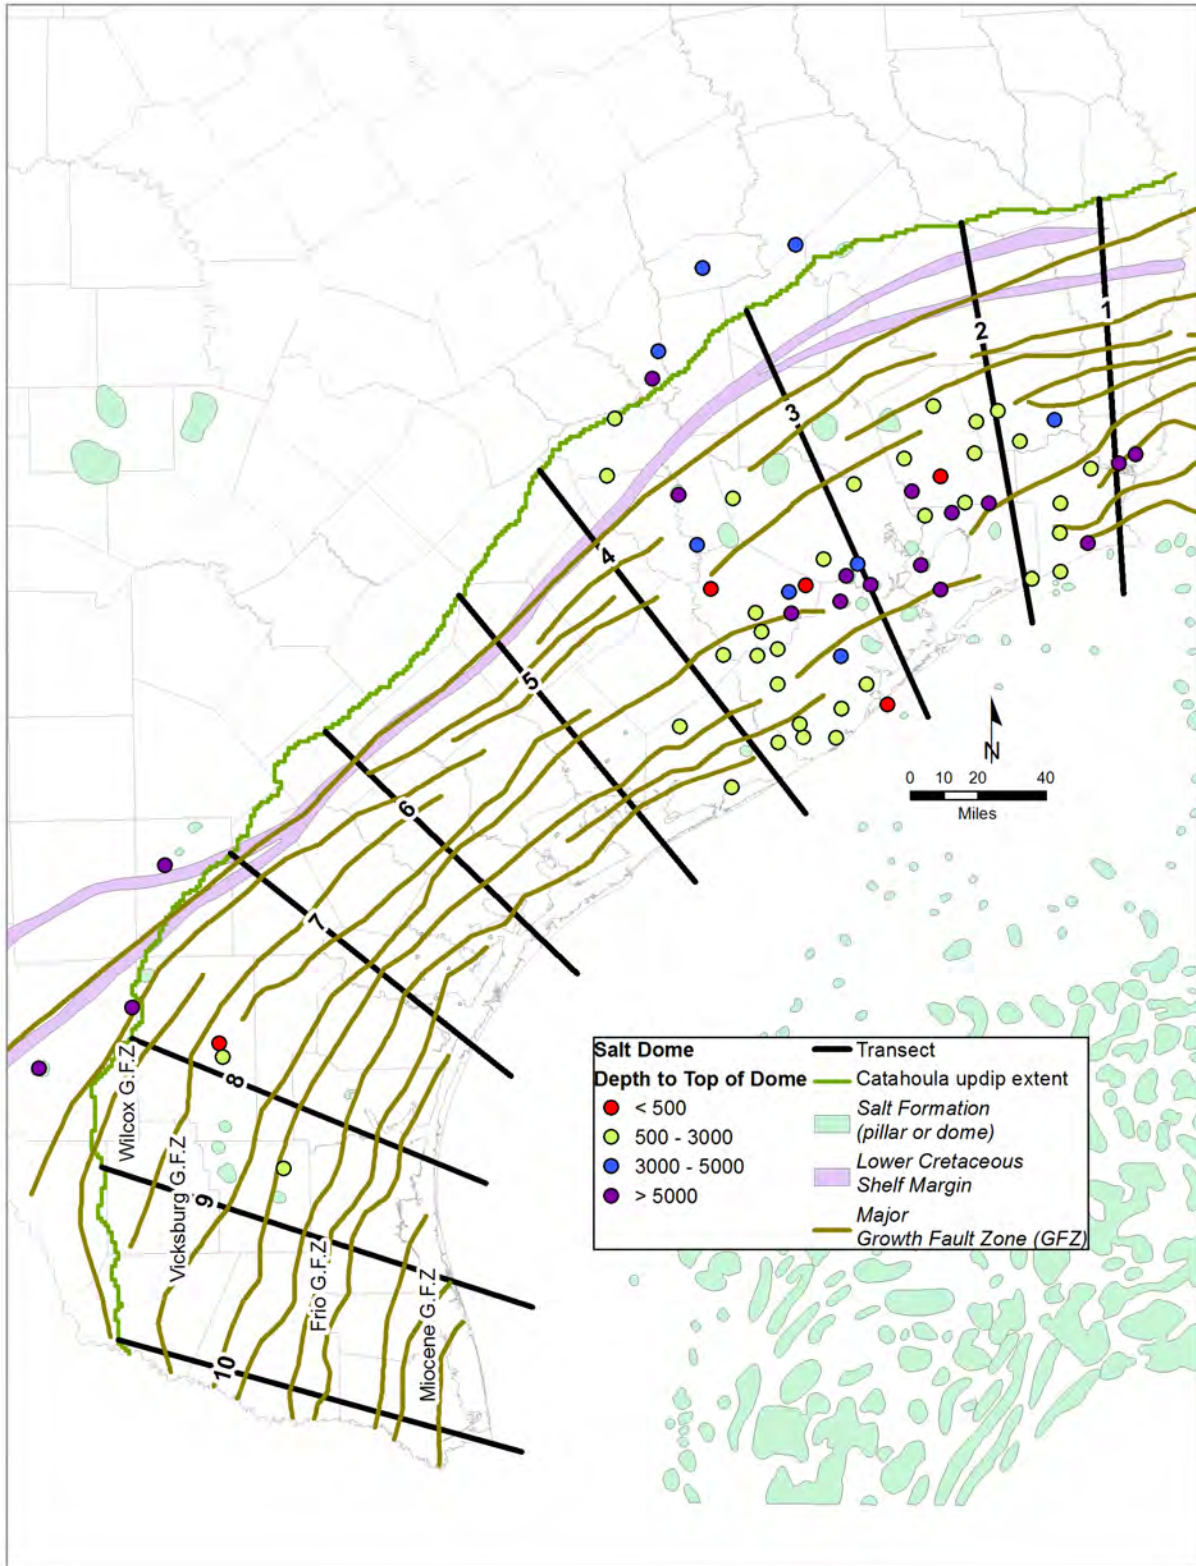 1
2
3
4
5
6
7
8
9
10
N
0 10 20 40
Miles
Wilcox G.F.Z
Vicksburg G.F.Z
Frio G.F.Z
Miocene G.F.Z
Salt Dome
Depth to Top of Dome
< 500
500 - 3000
3000 - 5000
> 5000
Transect
Catahoula updip extent
Salt Formation
(pillar or dome)
Lower Cretaceous
Shelf Margin
Major
Growth Fault Zone (GFZ)